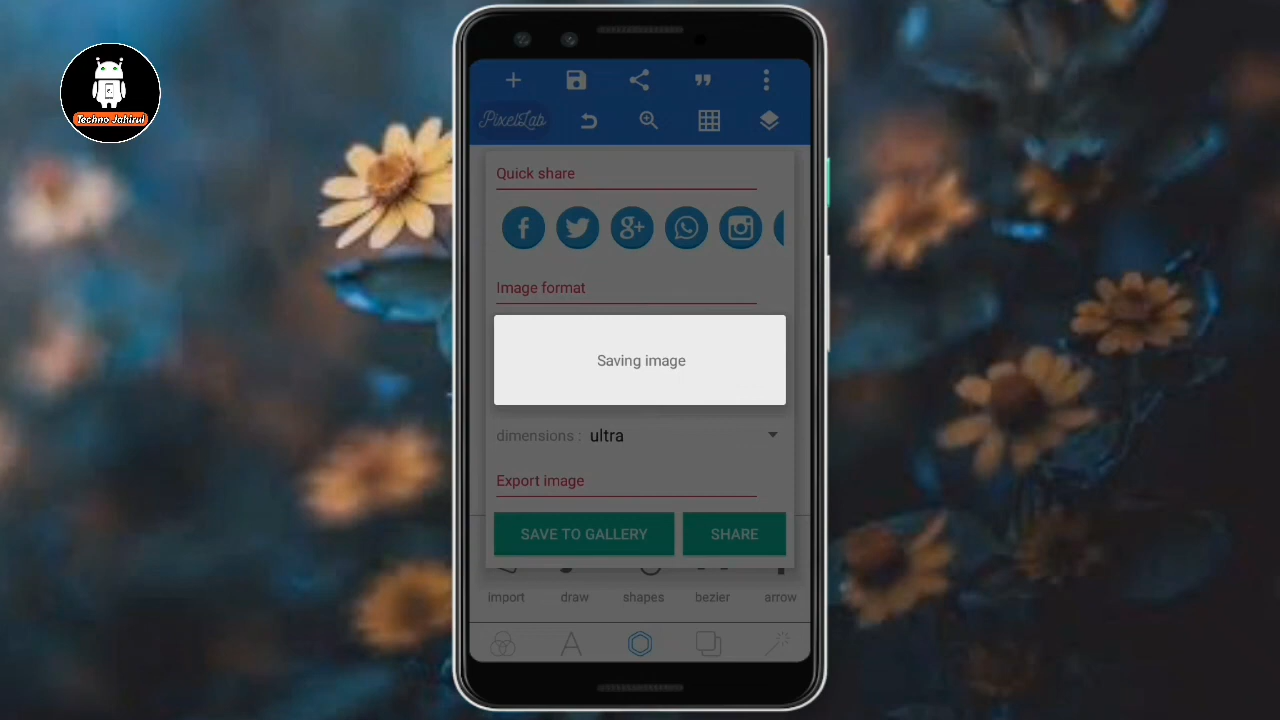 Techno Jahirul
PixelLab
Quick share
Image format
Saving image
dimensions : ultra
Export image
SAVE TO GALLERY SHARE
import draw shapes bezier arrow